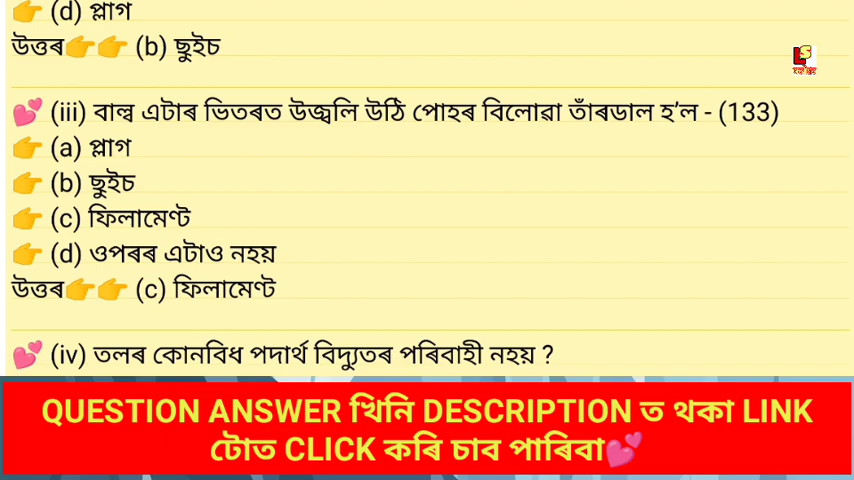 👉 (d) প্লাগ
উত্তৰ👉👉 (b) ছুইচ
💕 (iii) বাল্ব এটাৰ ভিতৰত উজ্বলি উঠি পোহৰ বিলোৱা তাঁৰডাল হ'ল - (133)
👉 (a) প্লাগ
👉 (b) ছুইচ
👉 (c) ফিলামেণ্ট
👉 (d) ওপৰৰ এটাও নহয়
উত্তৰ👉👉 (c) ফিলামেণ্ট
💕 (iv) তলৰ কোনবিধ পদাৰ্থ বিদ্যুতৰ পৰিবাহী নহয় ?
QUESTION ANSWER খিনি DESCRIPTION ত থকা LINK
টোত CLICK কৰি চাব পাৰিবা💕